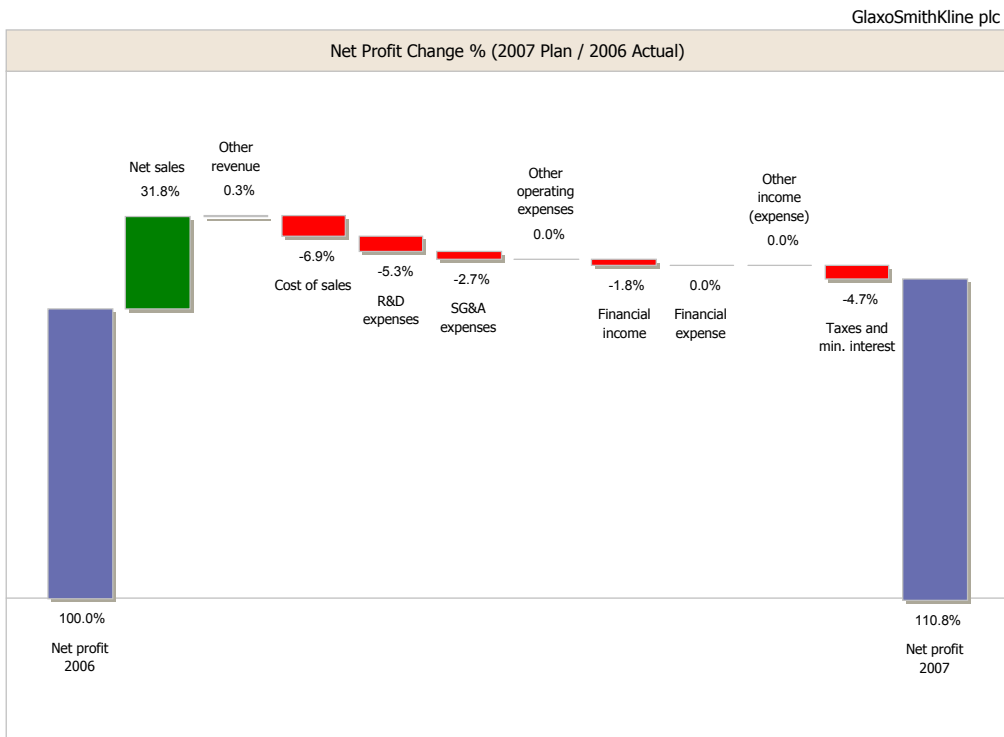 GlaxoSmithKline plc
Net Profit Change % (2007 Plan / 2006 Actual)
Net sales
31.8%
Other
revenue
0.3%
-6.9%
Cost of sales
-5.3%
R&D
expenses
-2.7%
SG&A
expenses
Other
operating
expenses
0.0%
-1.8%
Financial
income
0.0%
Financial
expense
Other
income
(expense)
0.0%
-4.7%
Taxes and
min. interest
100.0%
Net profit
2006
110.8%
Net profit
2007